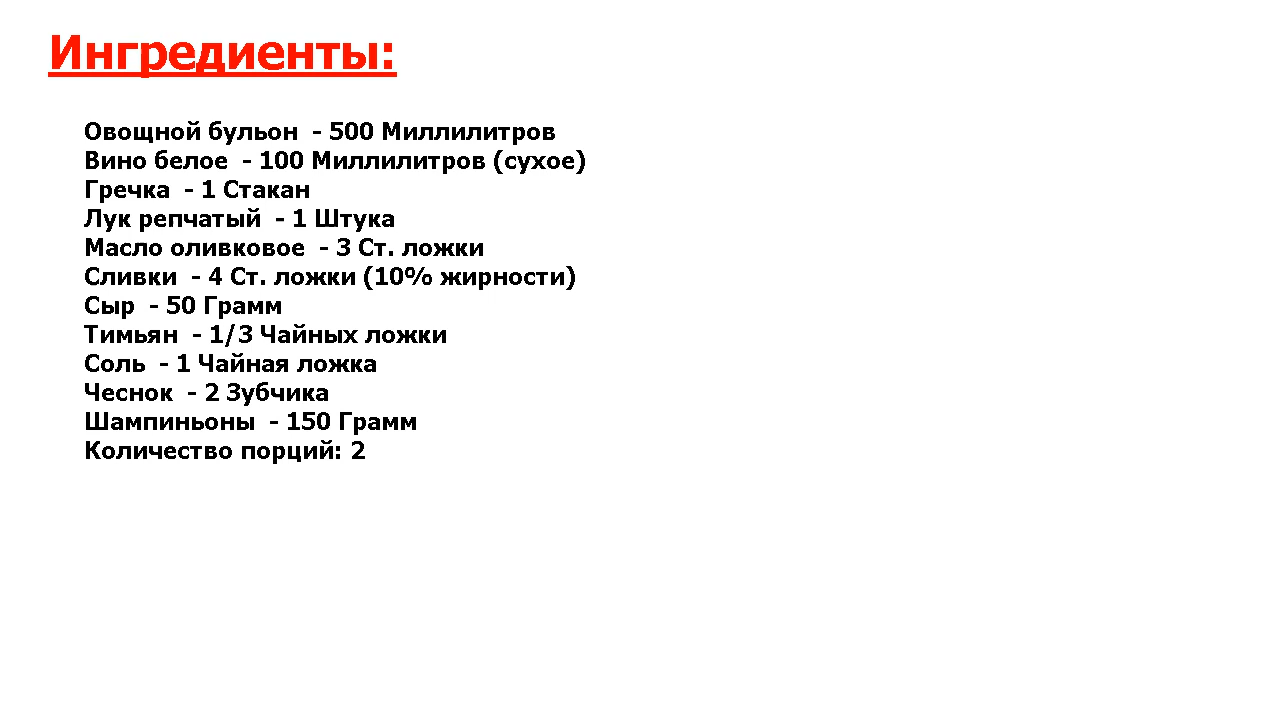 Ингредиенты:
Овощной бульон  - 500 Миллилитров
Вино белое  - 100 Миллилитров (сухое)
Гречка  - 1 Стакан
Лук репчатый  - 1 Штука
Масло оливковое  - 3 Ст. ложки
Сливки  - 4 Ст. ложки (10% жирности)
Сыр  - 50 Грамм
Тимьян  - 1/3 Чайных ложки
Соль  - 1 Чайная ложка
Чеснок  - 2 Зубчика
Шампиньоны  - 150 Грамм
Количество порций: 2